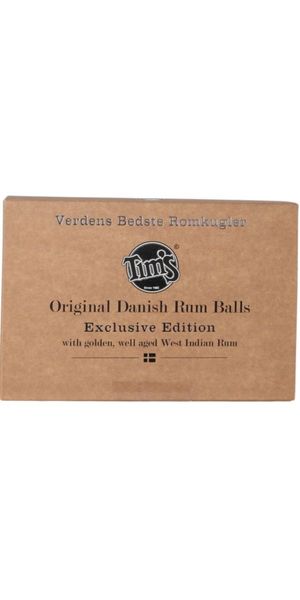 Verdens Bedste Romkugler
Tim's
®
Original Danish Rum Balls
Exclusive Edition
with golden, well aged West Indian Rum